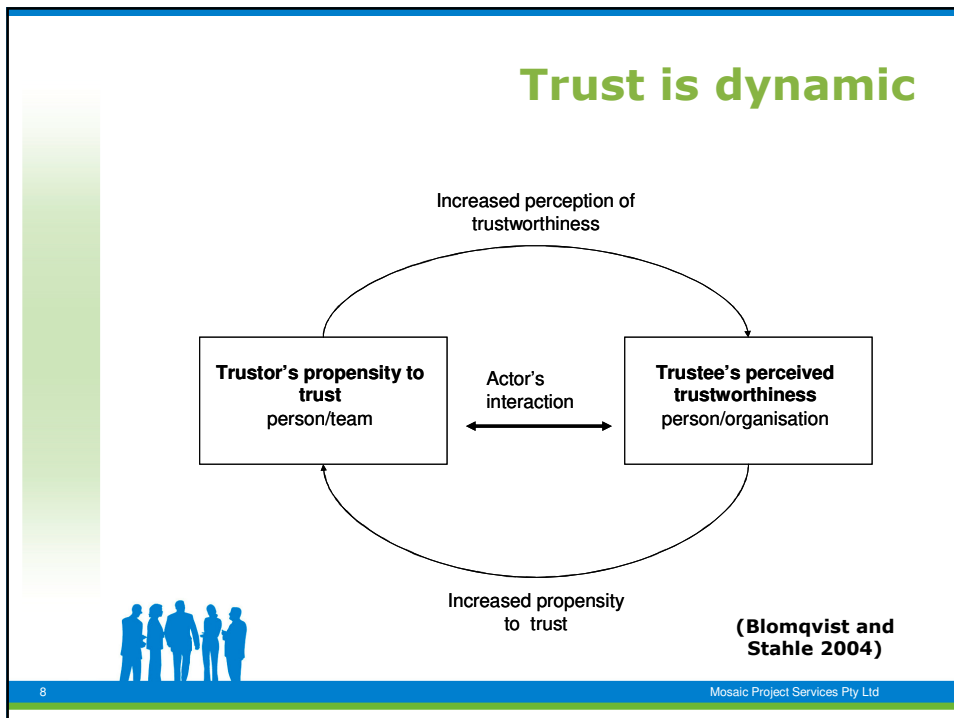 Trust is dynamic
Increased perception of
trustworthiness
Trustor's propensity to
trust
person/team
Actor's
interaction
Trustee's perceived
trustworthiness
person/organisation
Increased propensity
to trust
(Blomqvist and
Stahle 2004)
8
Mosaic Project Services Pty Ltd